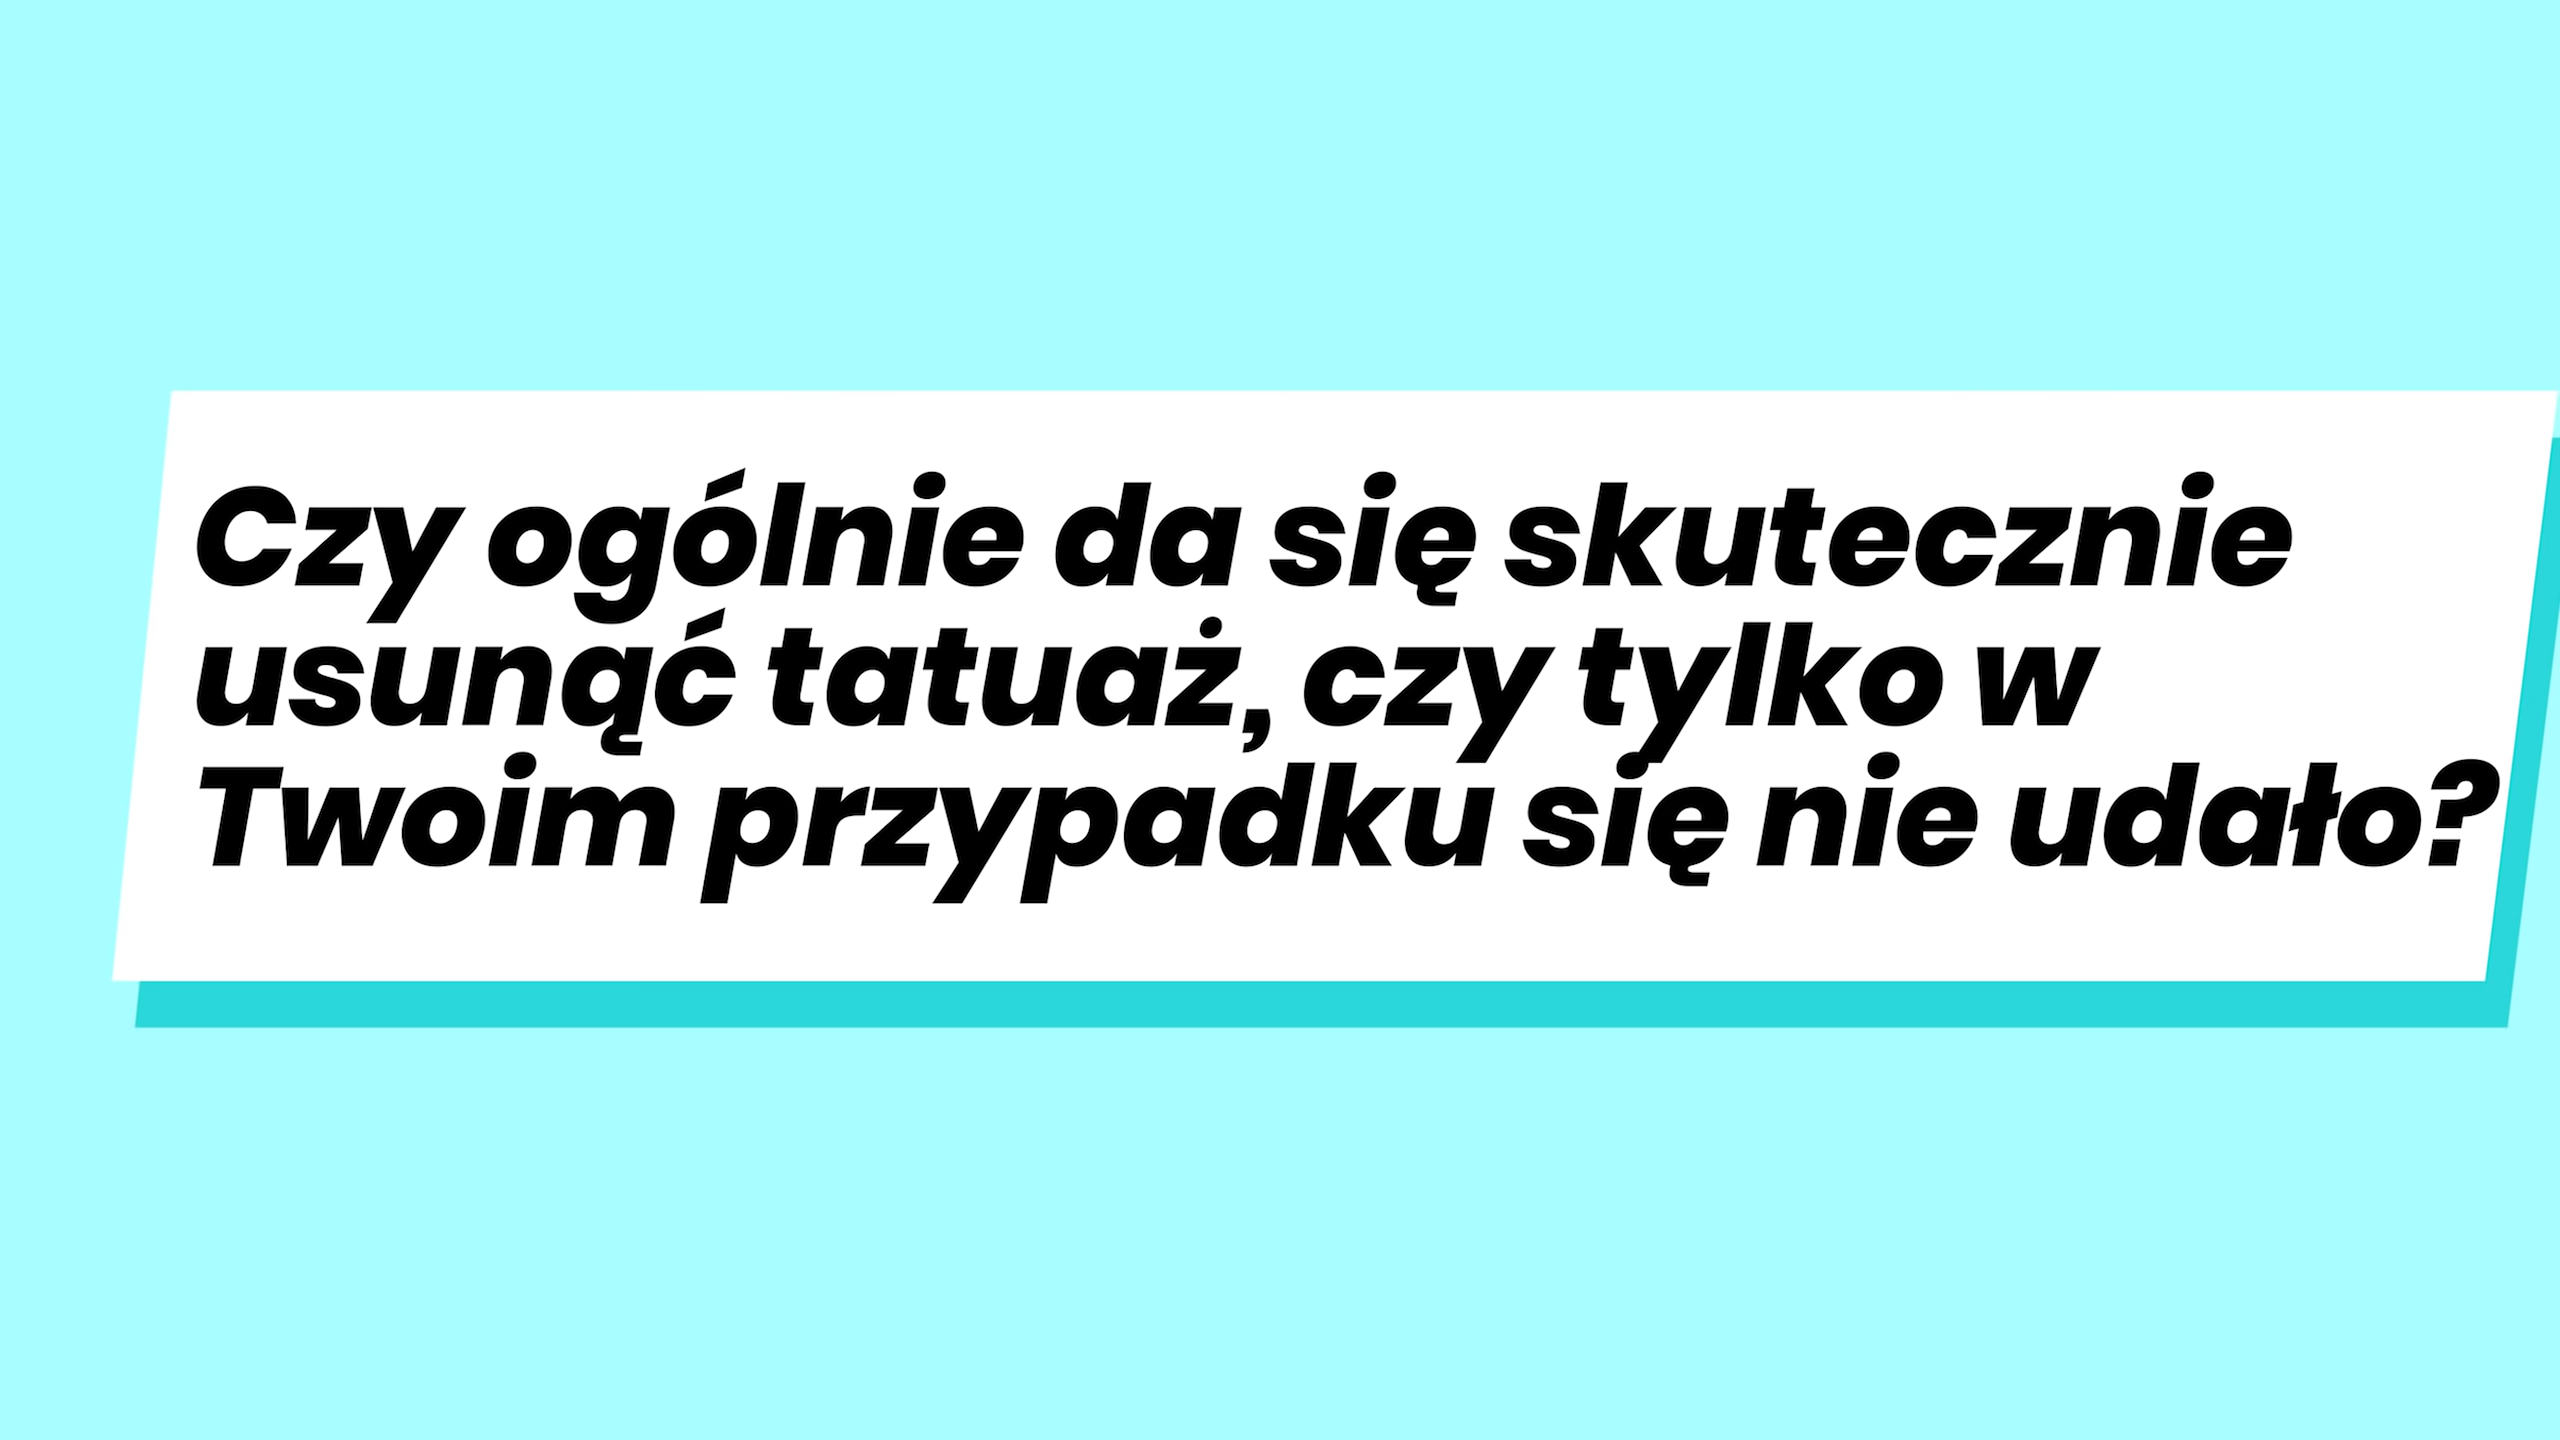 Czy ogólnie da się skutecznie
usunąć tatuaż, czy tylko w
Twoim przypadku się nie udało?